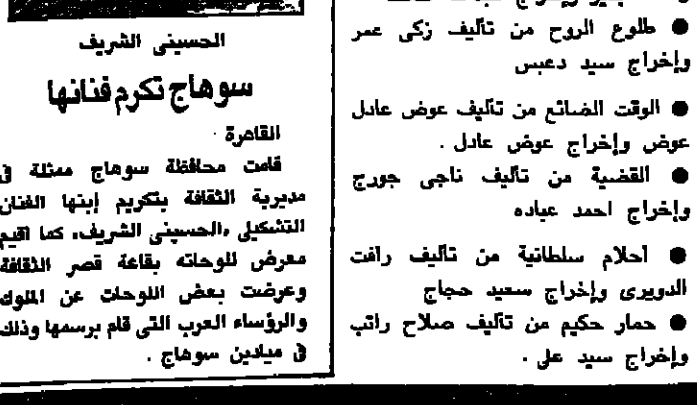 ● طلوع الروح من تأليف زكى عمر
وإخراج سيد دعبس
● الوقت الضائع من تأليف عوض عادل
عوض وإخراج عوض عادل .
● القضية من تأليف ناجى جورج
وإخراج احمد عباده
● احلام سلطانية من تأليف رافت
الدويرى وإخراج سعيد حجاج
● حمار حكيم من تأليف صلاح راتب
وإخراج سيد على .
الحسينى الشريف
سوهاج تكرم فنانها
القاهرة
قامت محافظة سوهاج ممثلة فى
مديرية الثقافة بتكريم إبنها الفنان
التشكيلى «الحسينى الشريف» كما اقيم
معرض للوحاته بقاعة قصر الثقافة
وعرضت بعض اللوحات عن الملوك
والرؤساء العرب التى قام برسمها وذلك
فى ميادين سوهاج .